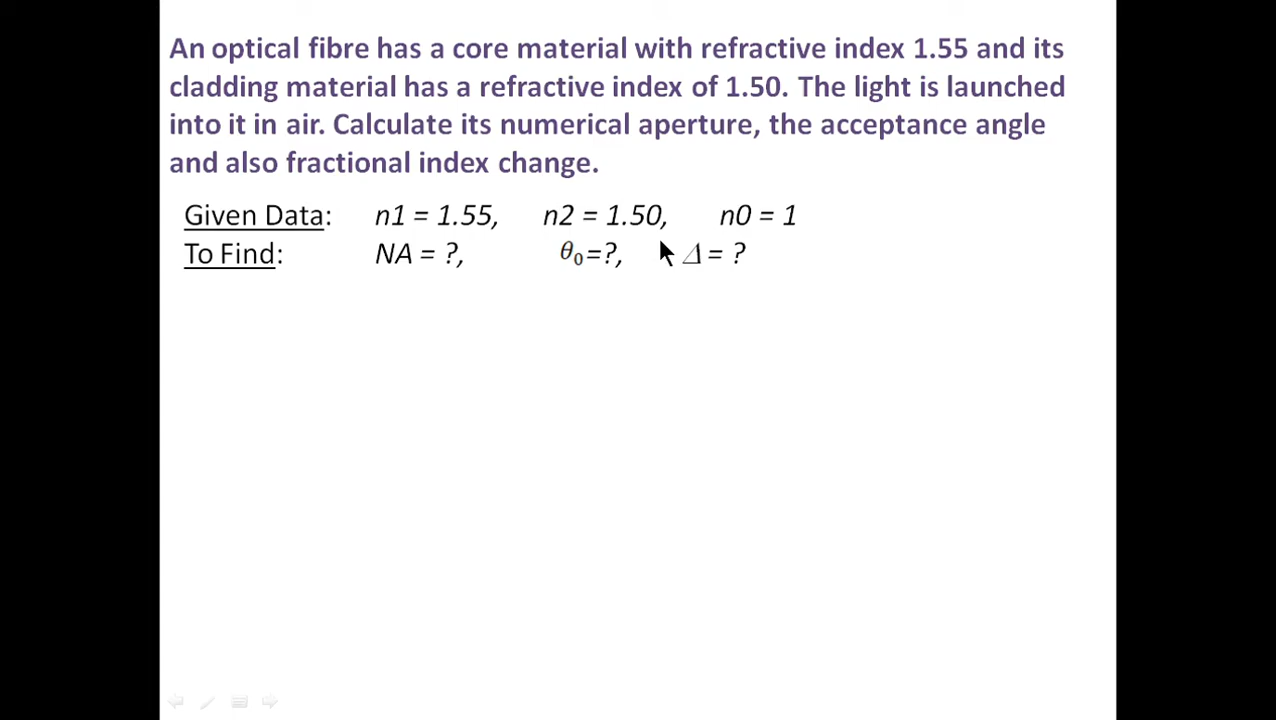 An optical fibre has a core material with refractive index 1.55 and its
cladding material has a refractive index of 1.50. The light is launched
into it in air. Calculate its numerical aperture, the acceptance angle
and also fractional index change.
Given Data: n1 = 1.55, n2 = 1.50, n0 = 1
To Find: NA = ?, θ₀=?, Δ = ?